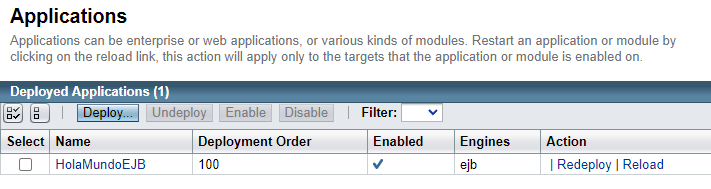 Applications
Applications can be enterprise or web applications, or various kinds of modules. Restart an application or module by
clicking on the reload link, this action will apply only to the targets that the application or module is enabled on.
Deployed Applications (1)
Deploy... Undeploy Enable Disable | Filter:
Select Name Deployment Order Enabled Engines Action
HolaMundoEJB 100 ejb | Redeploy | Reload